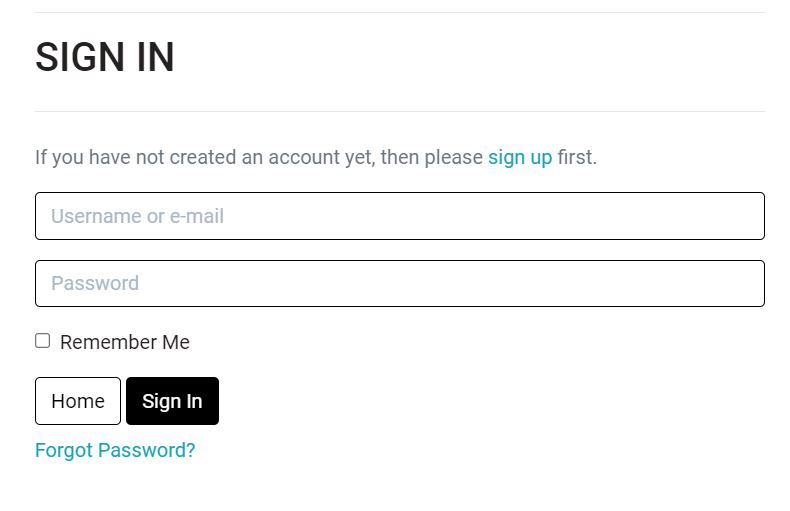 SIGN IN
If you have not created an account yet, then please sign up first.
Username or e-mail
Password
Remember Me
Home Sign In
Forgot Password?